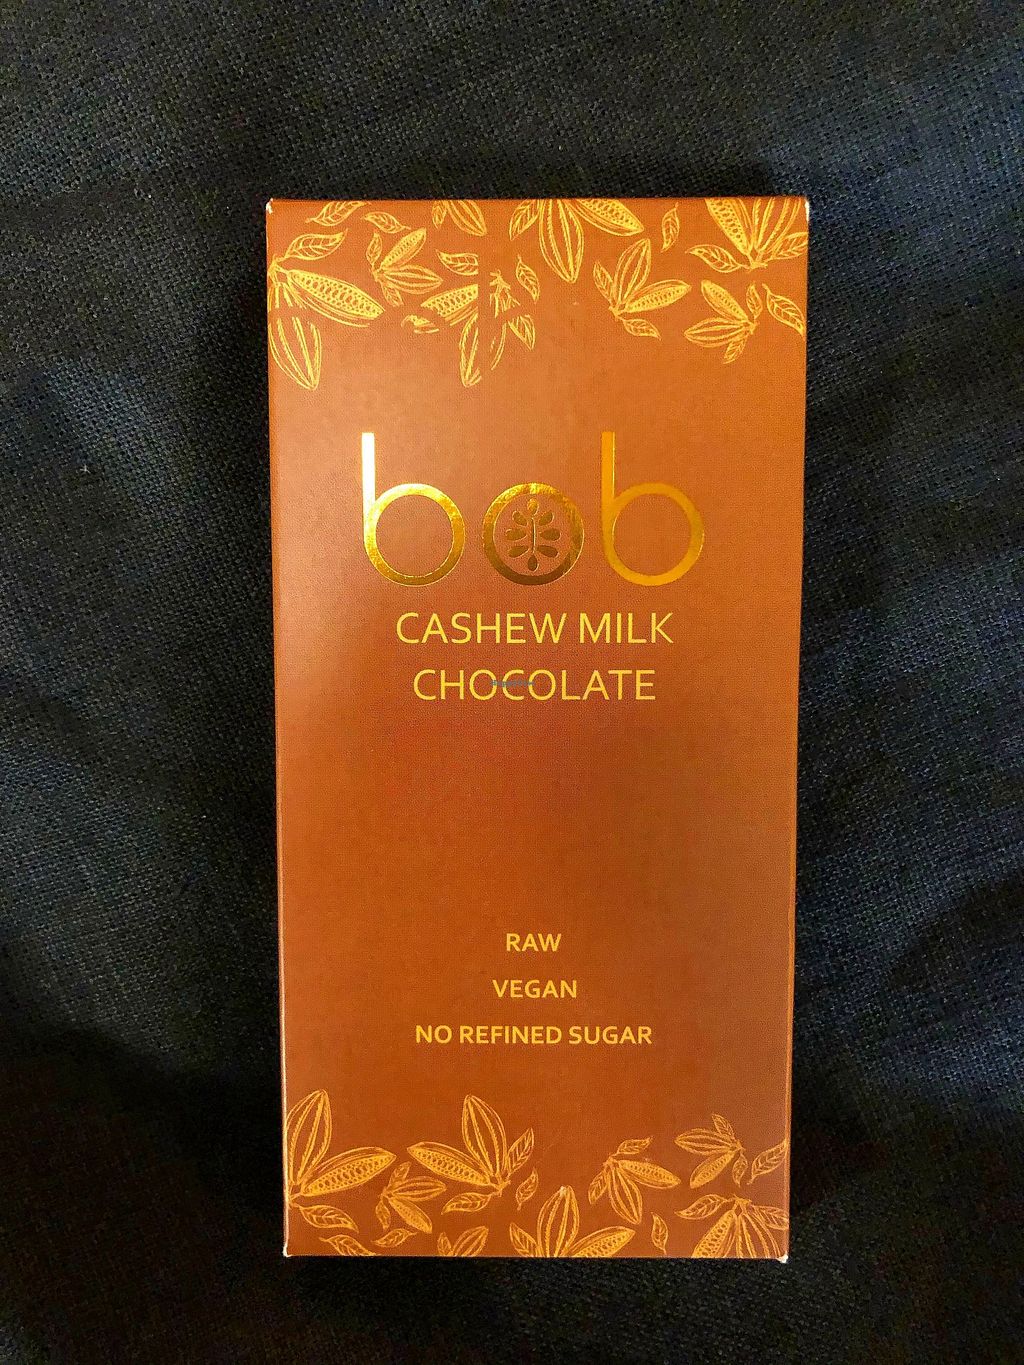 bob
CASHEW MILK
CHOCOLATE
RAW
VEGAN
NO REFINED SUGAR